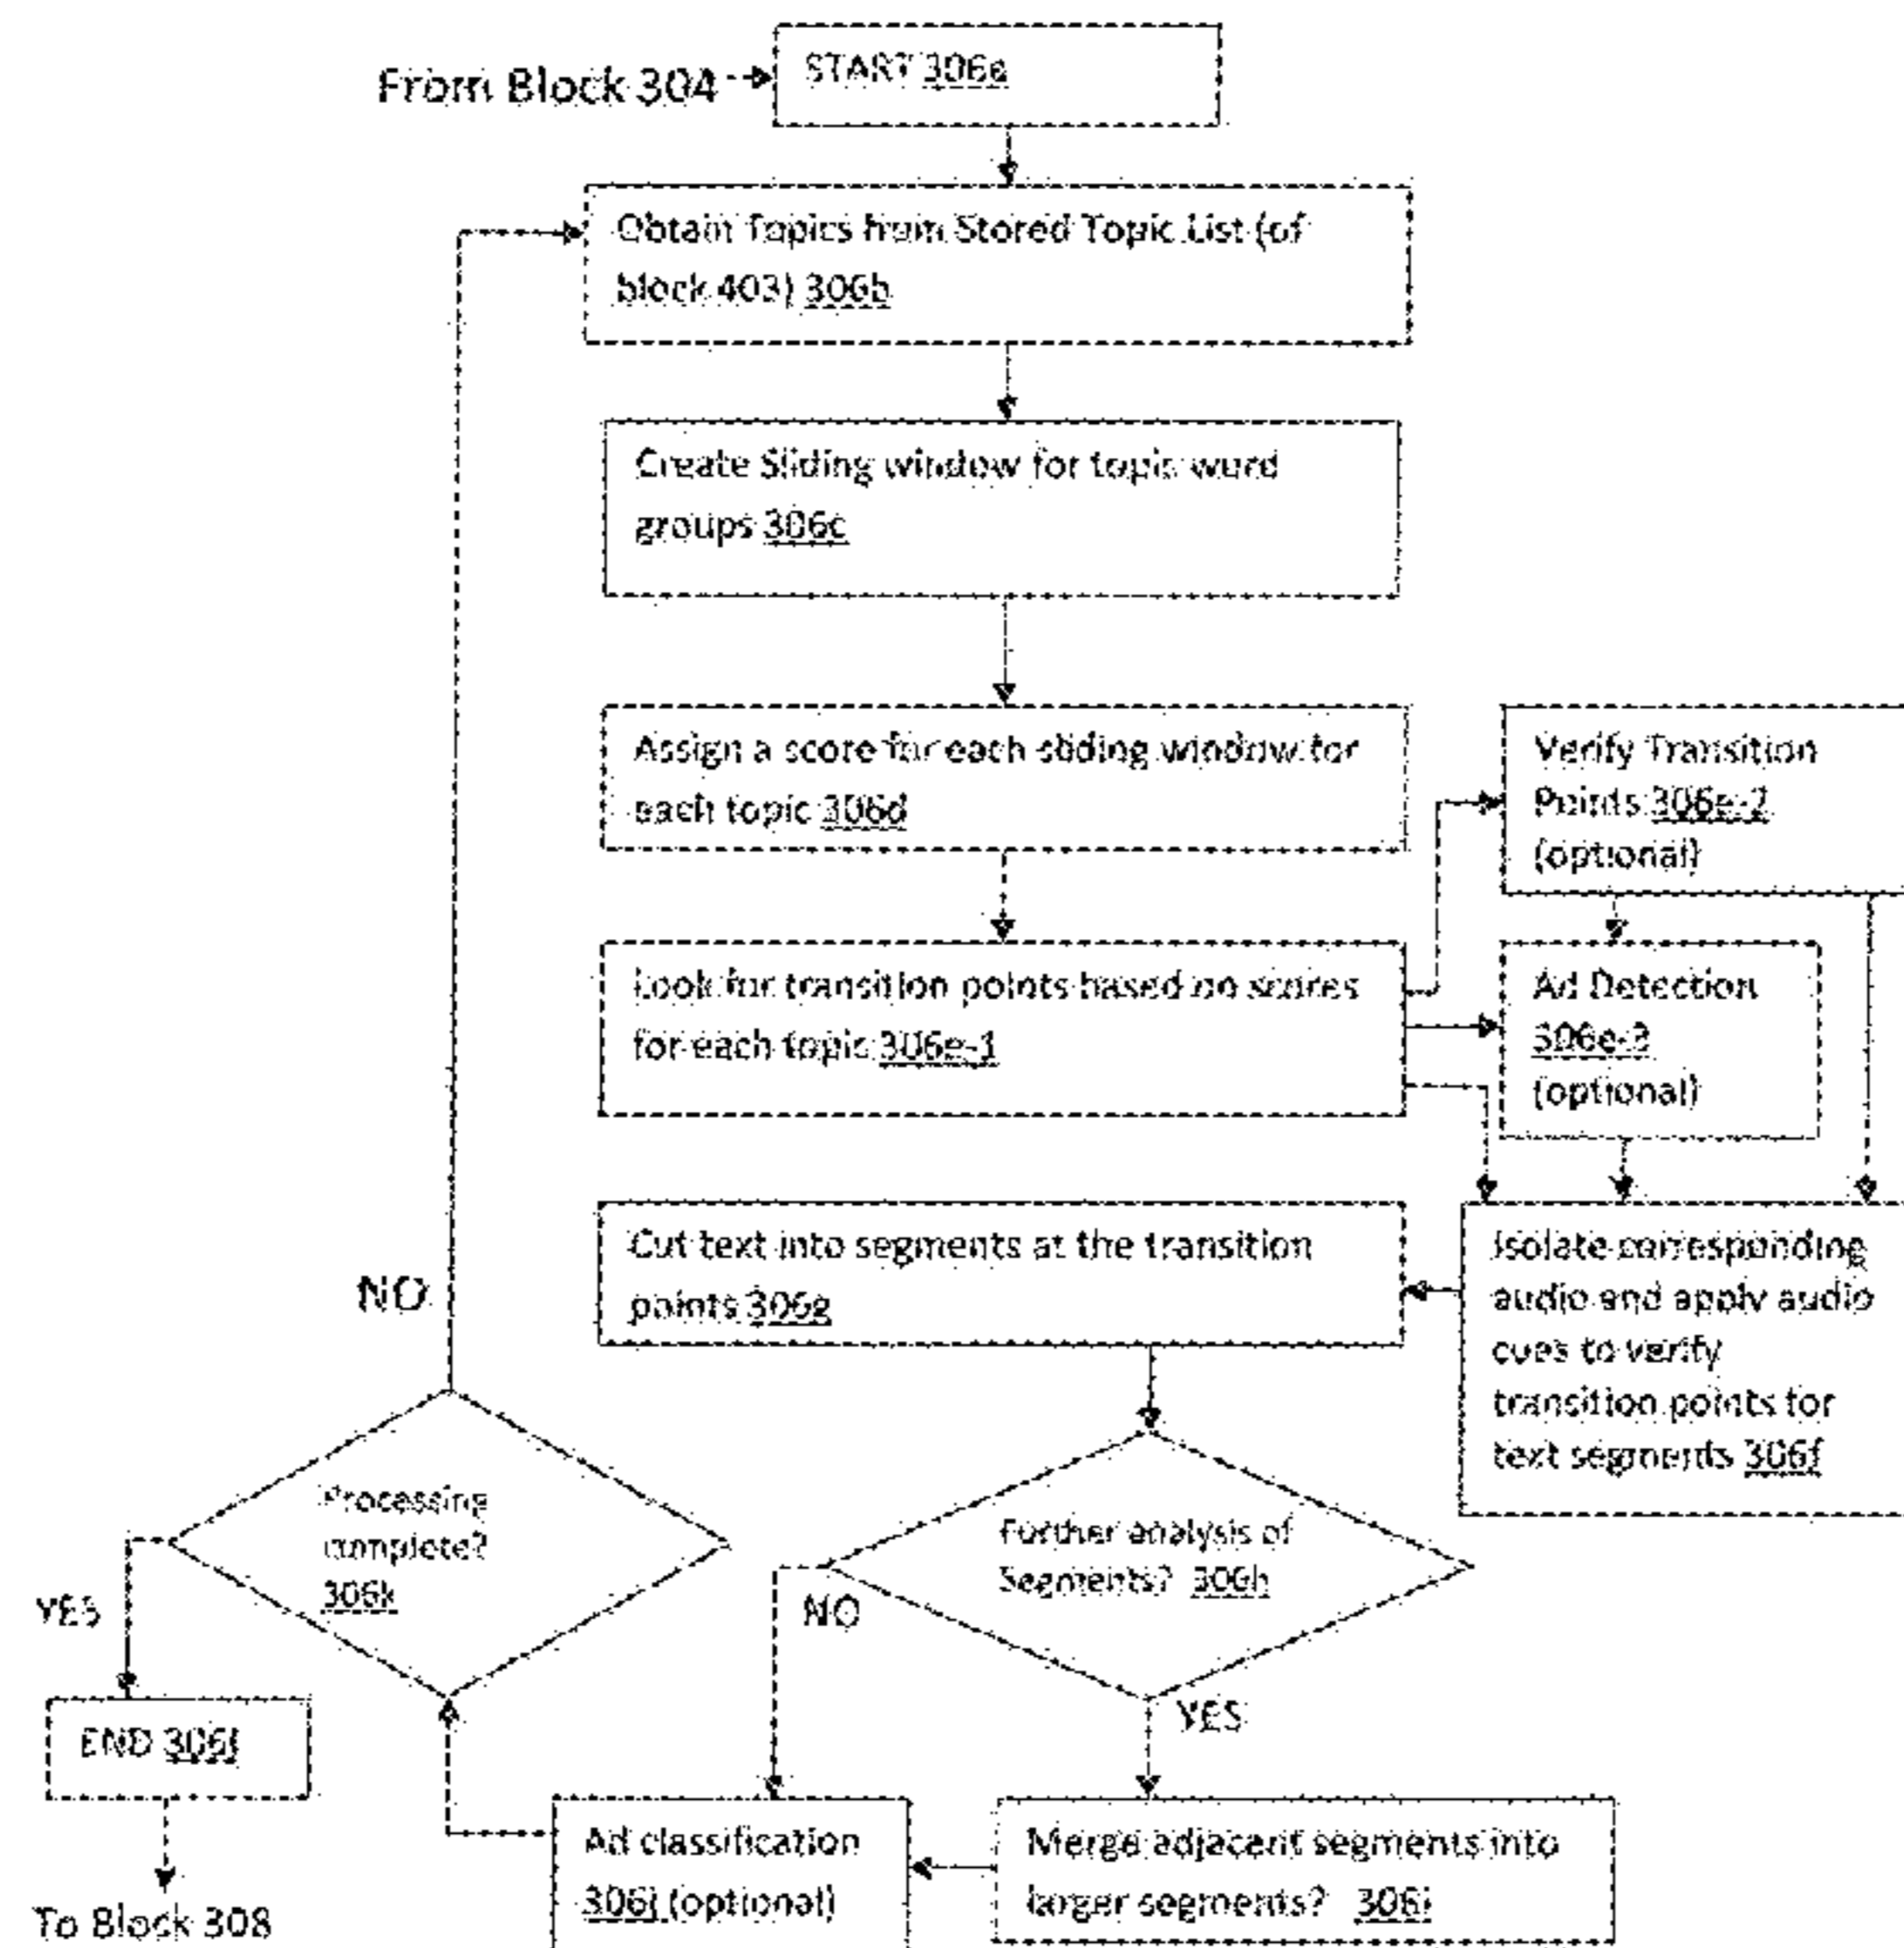 From Block 304
START 306a
Obtain Topics from Stored Topic List (of
block 403) 306b
Create Sliding window for topic word
groups 306c
Assign a score for each sliding window for
each topic 306d
Verify Transition
Points 306e-2
(optional)
Look for transition points based on scores
for each topic 306e-1
Ad Detection
306e-3
(optional)
Isolate corresponding
audio and apply audio
cues to verify
transition points for
text segments 306f
Cut text into segments at the transition
points 306g
NO
Further analysis of
Segments? 306h
NO
YES
Processing
complete?
306k
YES
END 306l
To Block 308
Ad classification
306j (optional)
Merge adjacent segments into
larger segments? 306i